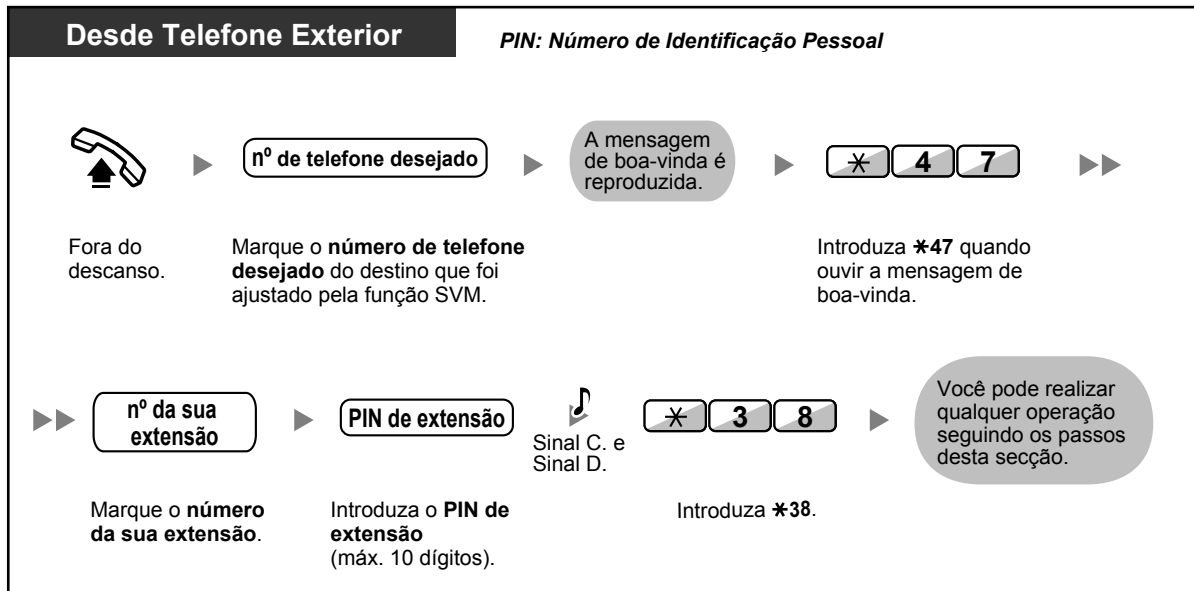 Desde Telefone Exterior
PIN: Número de Identificação Pessoal
nº de telefone desejado
A mensagem
de boa-vinda é
reproduzida.
* 4 7
Fora do
descanso.
Marque o número de telefone
desejado do destino que foi
ajustado pela função SVM.
Introduza *47 quando
ouvir a mensagem de
boa-vinda.
nº da sua
extensão
PIN de extensão
Sinal C. e
Sinal D.
* 3 8
Você pode realizar
qualquer operação
seguindo os passos
desta secção.
Marque o número
da sua extensão.
Introduza o PIN de
extensão
(máx. 10 dígitos).
Introduza *38.